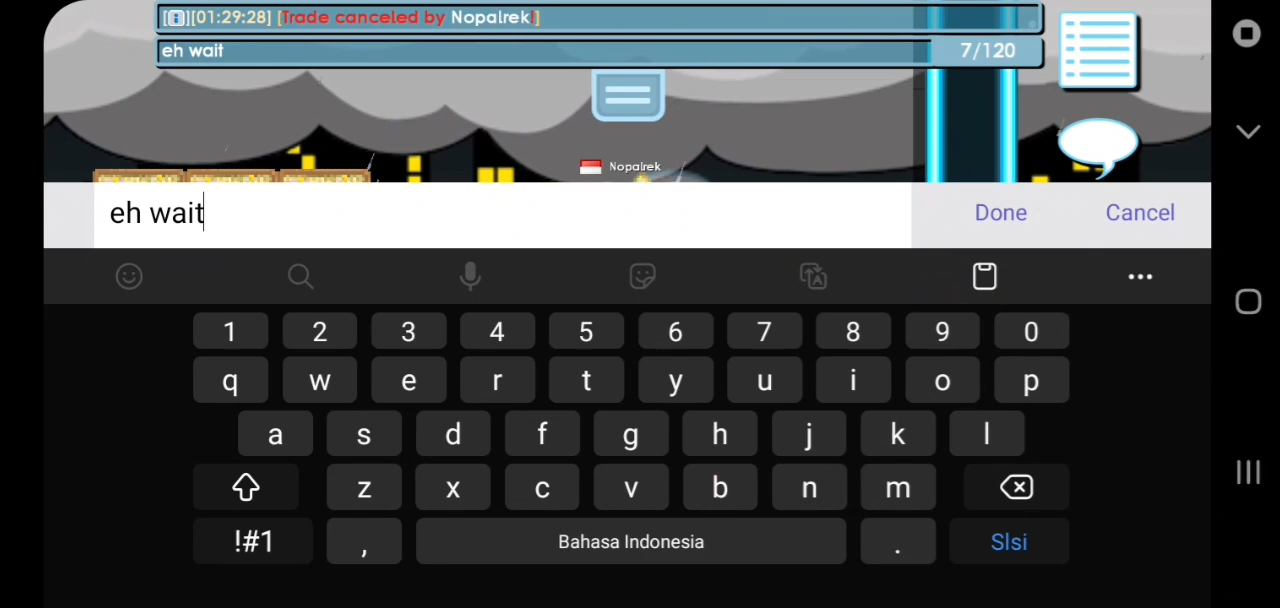 [i][01:29:28] [Trade canceled by Nopalrek!]
eh wait 7/120
Nopalrek
eh wait Done Cancel
1 2 3 4 5 6 7 8 9 0
q w e r t y u i o p
a s d f g h j k l
z x c v b n m
!#1 , Bahasa Indonesia . Slsi